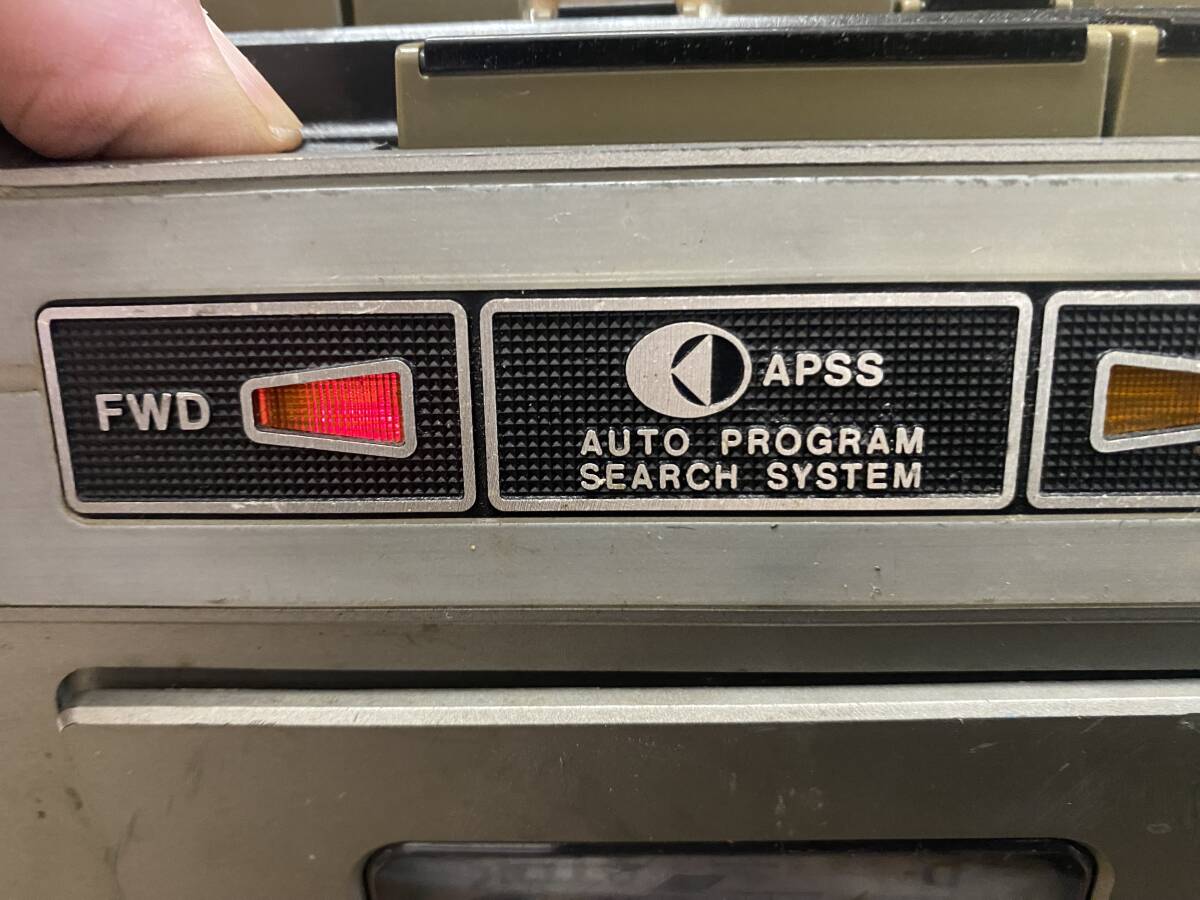 FWD
APSS
AUTO PROGRAM
SEARCH SYSTEM